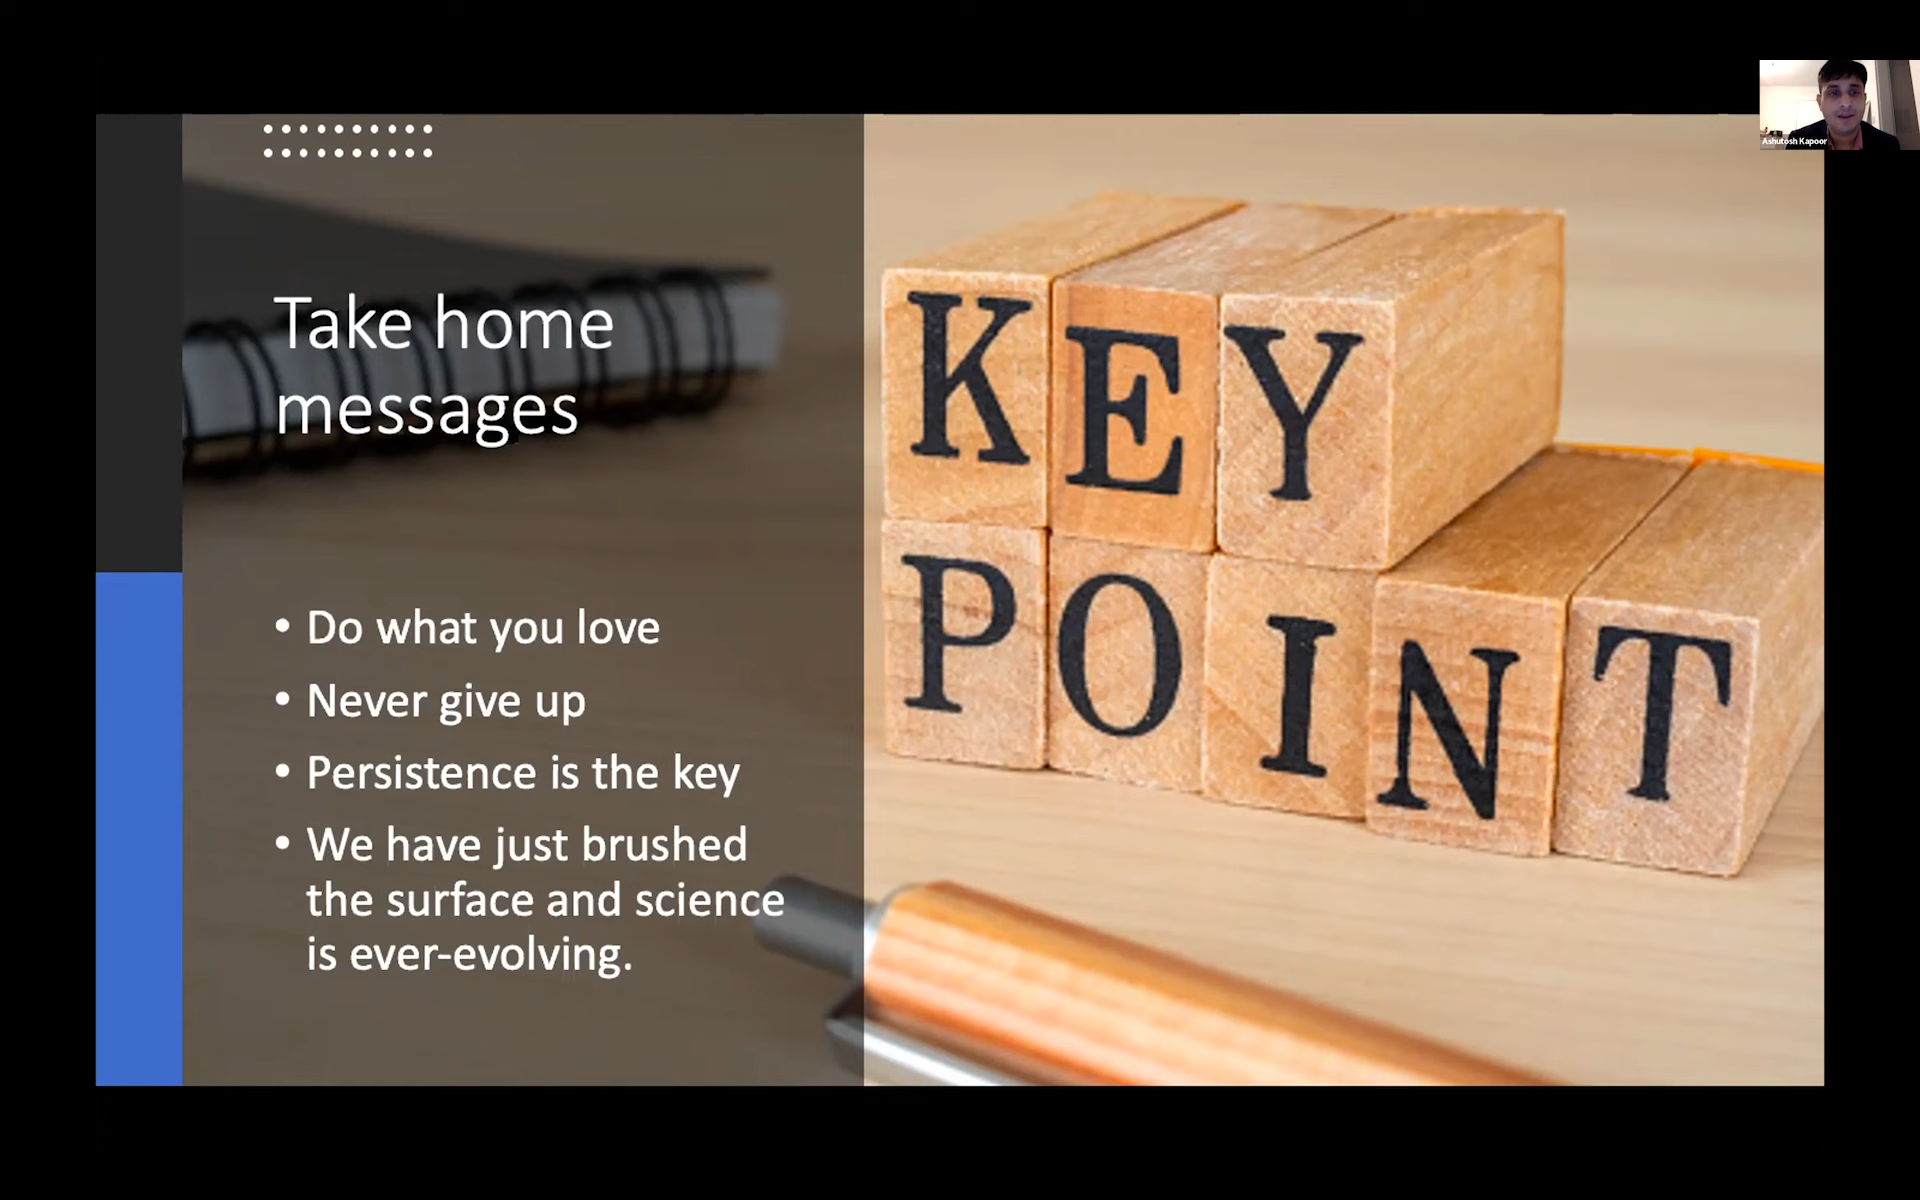 Ashutosh Kapoor
Take home
messages
• Do what you love
• Never give up
• Persistence is the key
• We have just brushed
the surface and science
is ever-evolving.
KEY
POINT